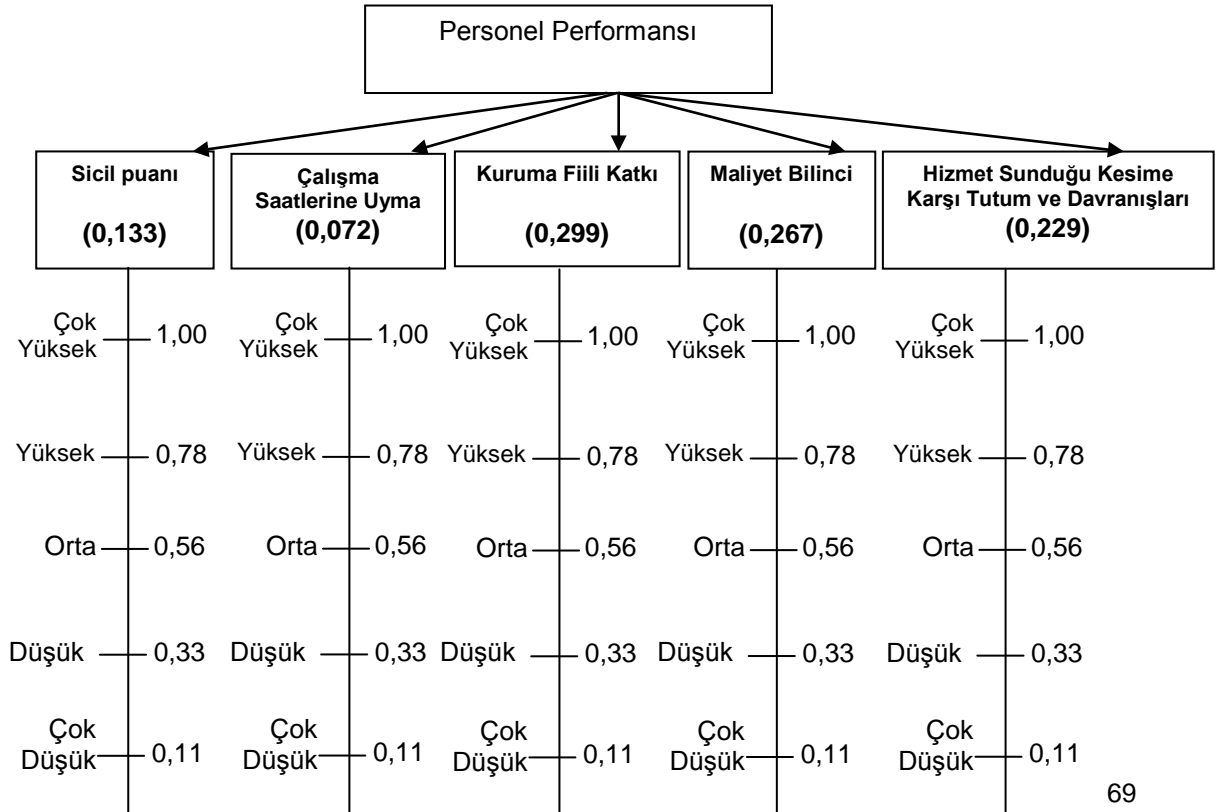 Personel Performansı
Sicil puanı
(0,133)
Çalışma
Saatlerine Uyma
(0,072)
Kuruma Fiili Katkı
(0,299)
Maliyet Bilinci
(0,267)
Hizmet Sunduğu Kesime
Karşı Tutum ve Davranışları
(0,229)
Çok
Yüksek
1,00
Çok
Yüksek
1,00
Çok
Yüksek
1,00
Çok
Yüksek
1,00
Çok
Yüksek
1,00
Yüksek
0,78
Yüksek
0,78
Yüksek
0,78
Yüksek
0,78
Yüksek
0,78
Orta
0,56
Orta
0,56
Orta
0,56
Orta
0,56
Orta
0,56
Düşük
0,33
Düşük
0,33
Düşük
0,33
Düşük
0,33
Düşük
0,33
Çok
Düşük
0,11
Çok
Düşük
0,11
Çok
Düşük
0,11
Çok
Düşük
0,11
Çok
Düşük
0,11
69